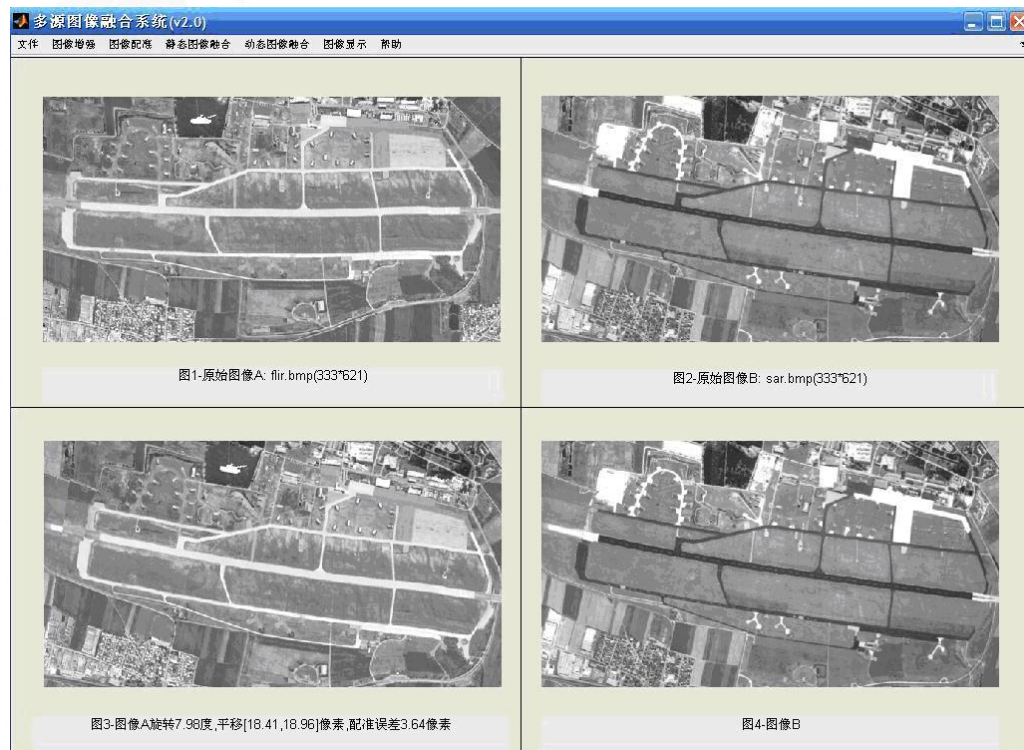 多源图像融合系统(v2.0)
文件 图像增强 图像配准 静态图像融合 动态图像融合 图像显示 帮助
图1-原始图像A: flir.bmp(333*621)
图2-原始图像B: sar.bmp(333*621)
图3-图像A旋转7.98度,平移[18.41,18.96]像素,配准误差3.64像素
图4-图像B